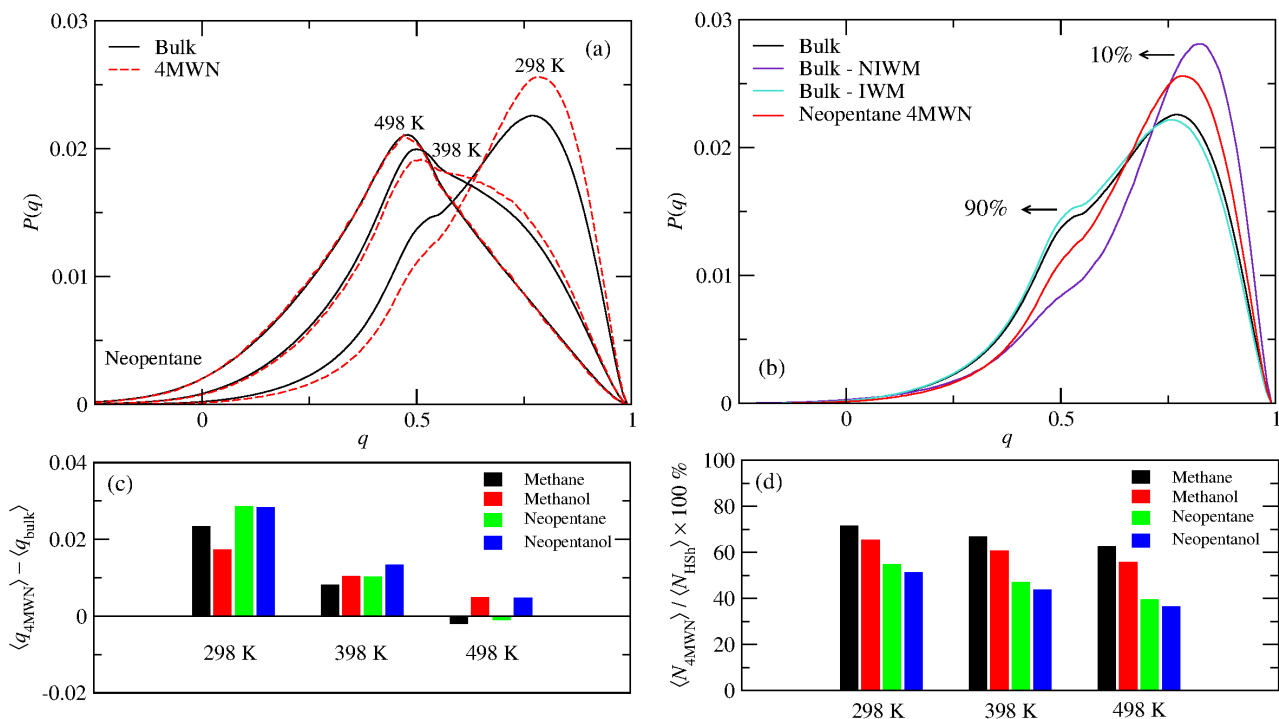 0.03
0.02
0.01
0
P(q)
Bulk
4MWN
(a)
298 K
498 K
398 K
Neopentane
0
0.5
1
q
0.03
0.02
0.01
0
P(q)
Bulk
Bulk - NIWM
Bulk - IWM
Neopentane 4MWN
10%
90%
(b)
0
0.5
1
q
0.04
0.02
0
-0.02
⟨q4MWN⟩ − ⟨qbulk⟩
(c)
Methane
Methanol
Neopentane
Neopentanol
298 K
398 K
498 K
100
80
60
40
20
0
⟨N4MWN⟩ / ⟨NHSh⟩ × 100 %
(d)
Methane
Methanol
Neopentane
Neopentanol
298 K
398 K
498 K